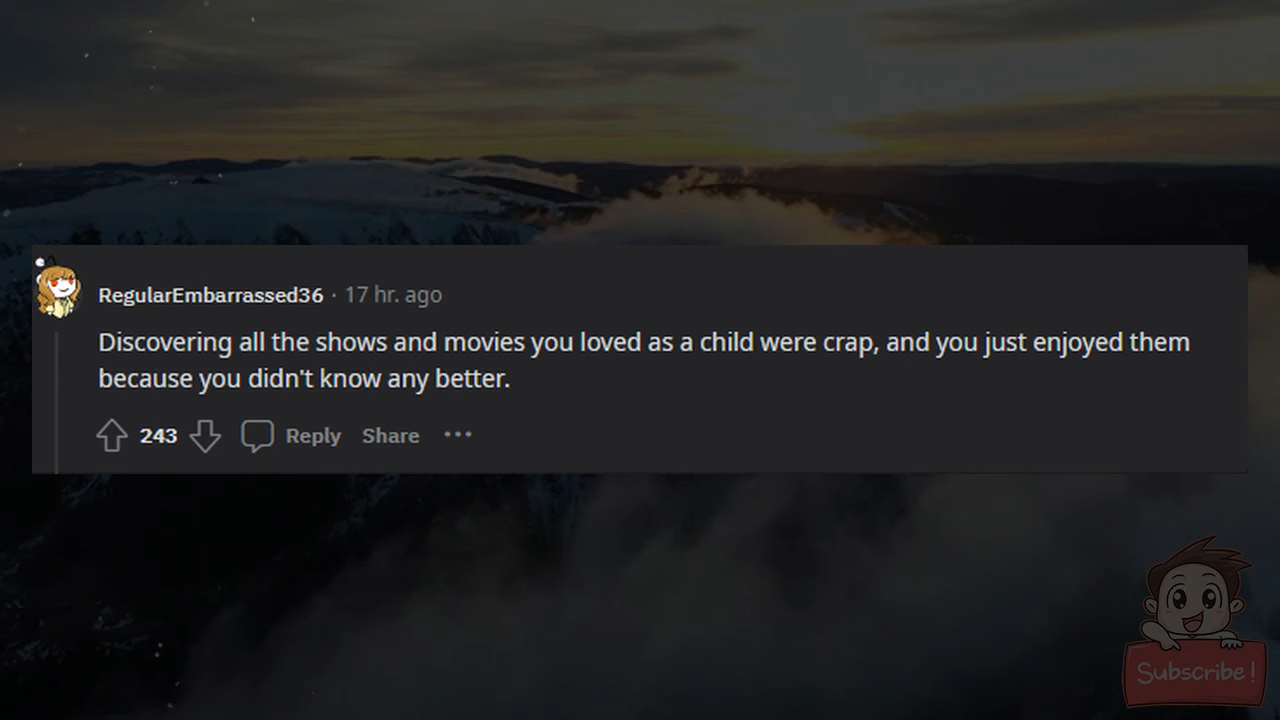 RegularEmbarrassed36 · 17 hr. ago
Discovering all the shows and movies you loved as a child were crap, and you just enjoyed them
because you didn't know any better.
243 Reply Share ···
Subscribe!